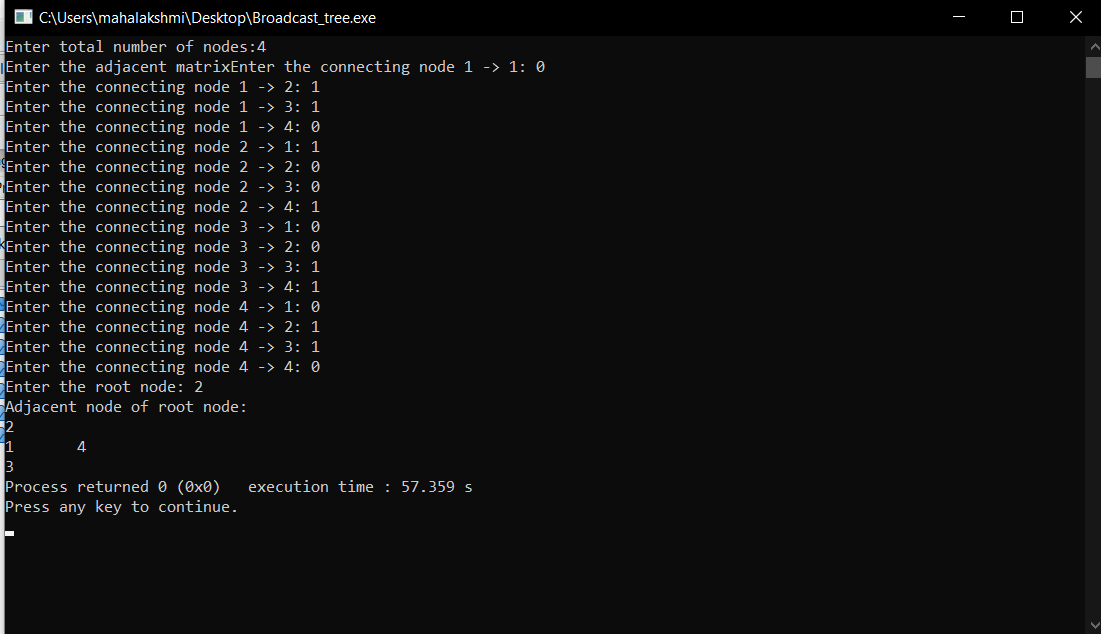 C:\Users\mahalakshmi\Desktop\Broadcast_tree.exe
Enter total number of nodes:4
Enter the adjacent matrixEnter the connecting node 1 -> 1: 0
Enter the connecting node 1 -> 2: 1
Enter the connecting node 1 -> 3: 1
Enter the connecting node 1 -> 4: 0
Enter the connecting node 2 -> 1: 1
Enter the connecting node 2 -> 2: 0
Enter the connecting node 2 -> 3: 0
Enter the connecting node 2 -> 4: 1
Enter the connecting node 3 -> 1: 0
Enter the connecting node 3 -> 2: 0
Enter the connecting node 3 -> 3: 1
Enter the connecting node 3 -> 4: 1
Enter the connecting node 4 -> 1: 0
Enter the connecting node 4 -> 2: 1
Enter the connecting node 4 -> 3: 1
Enter the connecting node 4 -> 4: 0
Enter the root node: 2
Adjacent node of root node:
2
1       4
3
Process returned 0 (0x0)   execution time : 57.359 s
Press any key to continue.